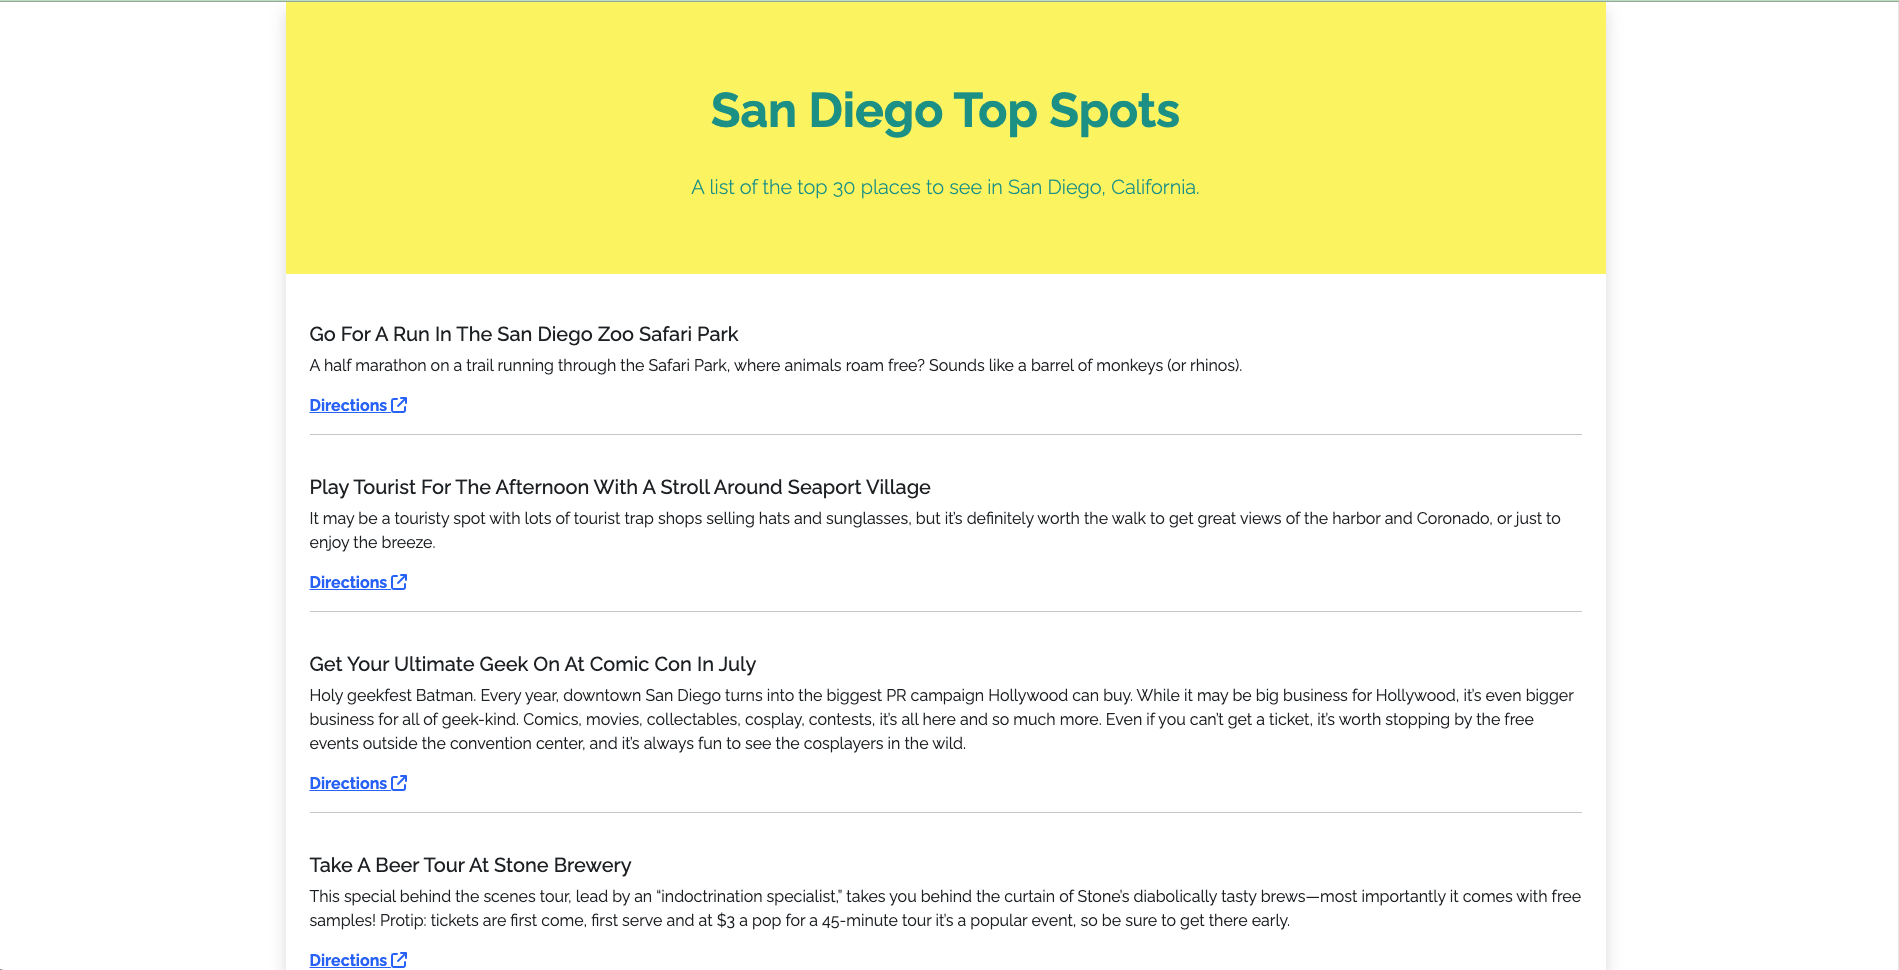 San Diego Top Spots
A list of the top 30 places to see in San Diego, California.
Go For A Run In The San Diego Zoo Safari Park
A half marathon on a trail running through the Safari Park, where animals roam free? Sounds like a barrel of monkeys (or rhinos).
Directions
Play Tourist For The Afternoon With A Stroll Around Seaport Village
It may be a touristy spot with lots of tourist trap shops selling hats and sunglasses, but it’s definitely worth the walk to get great views of the harbor and Coronado, or just to
enjoy the breeze.
Directions
Get Your Ultimate Geek On At Comic Con In July
Holy geekfest Batman. Every year, downtown San Diego turns into the biggest PR campaign Hollywood can buy. While it may be big business for Hollywood, it’s even bigger
business for all of geek-kind. Comics, movies, collectables, cosplay, contests, it’s all here and so much more. Even if you can’t get a ticket, it’s worth stopping by the free
events outside the convention center, and it’s always fun to see the cosplayers in the wild.
Directions
Take A Beer Tour At Stone Brewery
This special behind the scenes tour, lead by an “indoctrination specialist,” takes you behind the curtain of Stone’s diabolically tasty brews—most importantly it comes with free
samples! Protip: tickets are first come, first serve and at $3 a pop for a 45-minute tour it’s a popular event, so be sure to get there early.
Directions